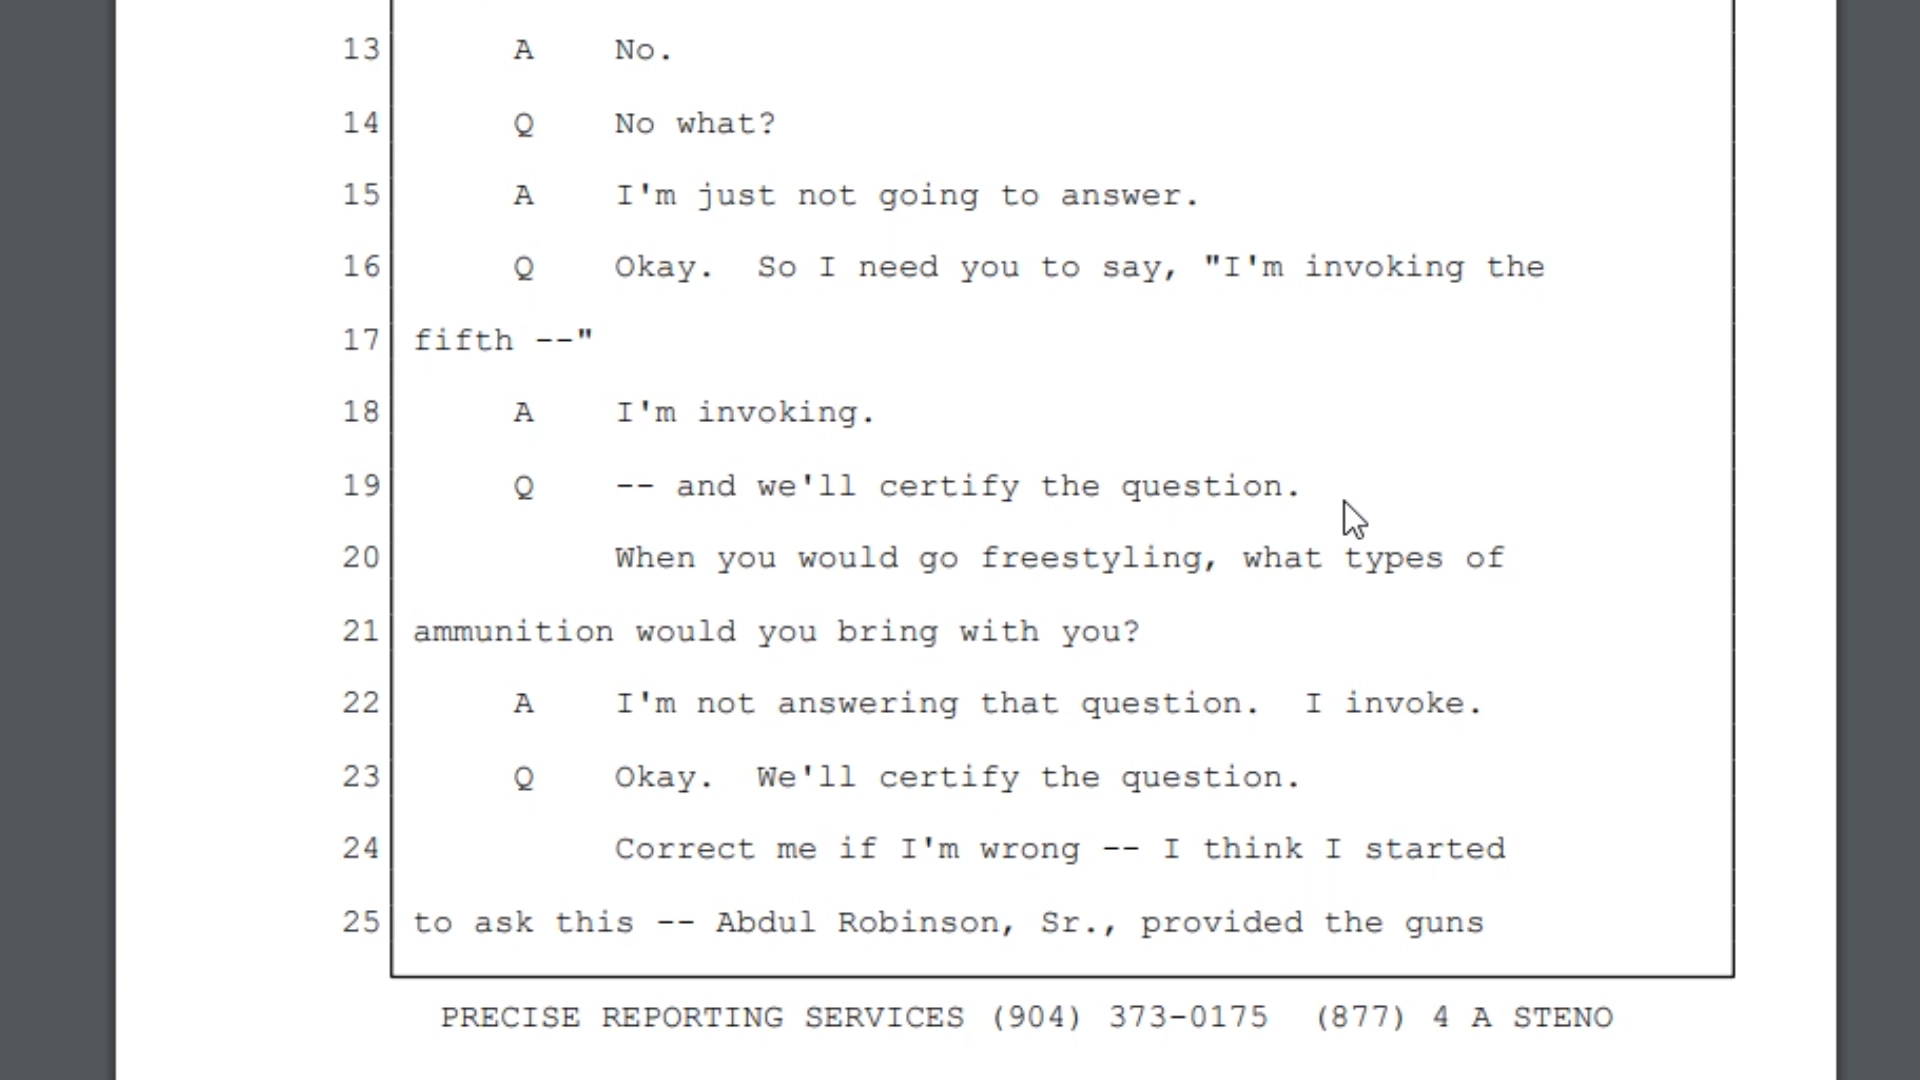 13 A No.
14 Q No what?
15 A I'm just not going to answer.
16 Q Okay. So I need you to say, "I'm invoking the
17 fifth --"
18 A I'm invoking.
19 Q -- and we'll certify the question.
20 When you would go freestyling, what types of
21 ammunition would you bring with you?
22 A I'm not answering that question. I invoke.
23 Q Okay. We'll certify the question.
24 Correct me if I'm wrong -- I think I started
25 to ask this -- Abdul Robinson, Sr., provided the guns
PRECISE REPORTING SERVICES (904) 373-0175 (877) 4 A STENO